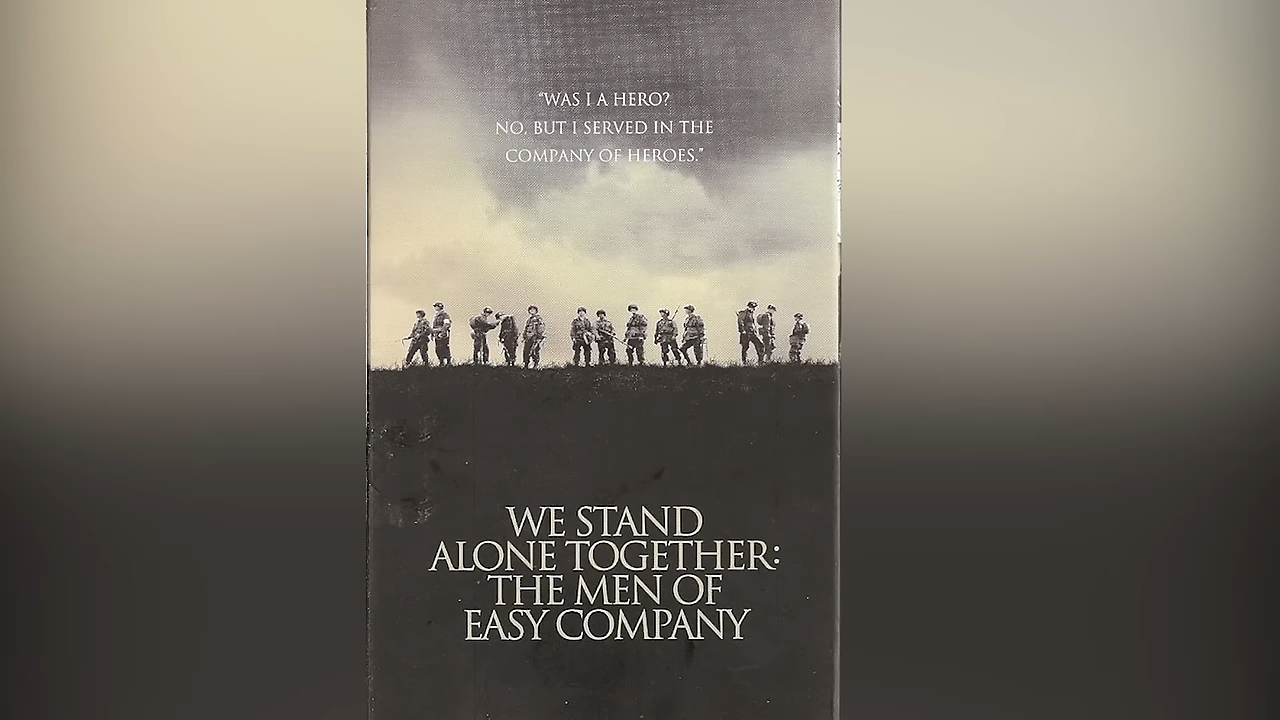 “WAS I A HERO?
NO, BUT I SERVED IN THE
COMPANY OF HEROES.”
WE STAND
ALONE TOGETHER:
THE MEN OF
EASY COMPANY